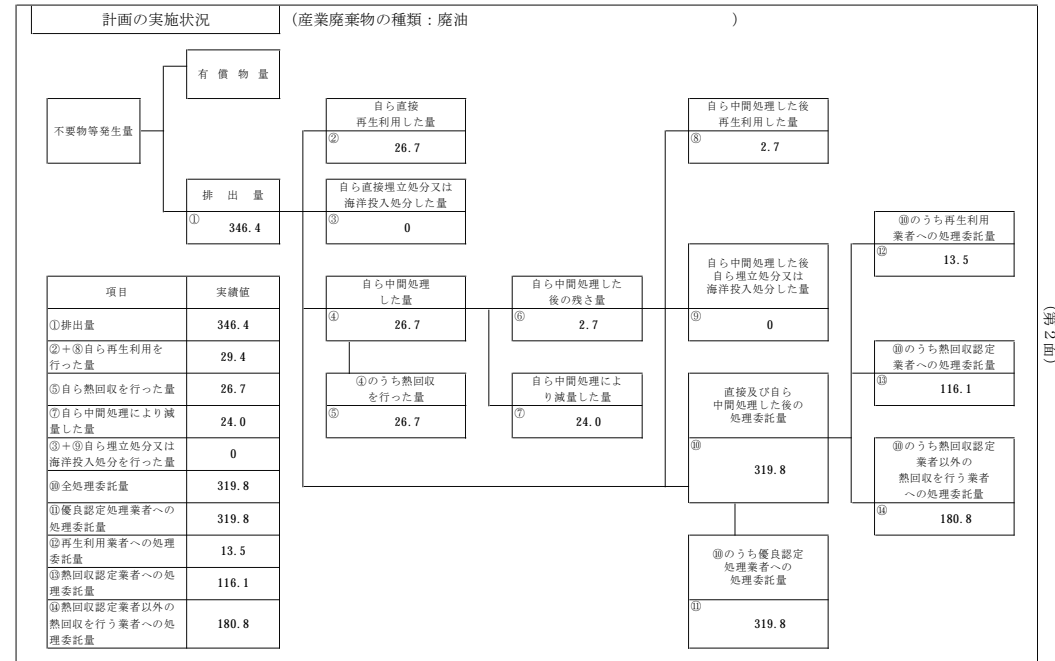 計画の実施状況
(産業廃棄物の種類：廃油 )
有償物量
不要物等発生量
自ら直接
再生利用した量
②
26.7
自ら中間処理した後
再生利用した量
⑧
2.7
排出量
①
346.4
自ら直接埋立処分又は
海洋投入処分した量
③
0
⑩のうち再生利用
業者への処理委託量
⑫
13.5
自ら中間処理
した量
④
26.7
自ら中間処理した
後の残さ量
⑥
2.7
自ら中間処理した後
自ら埋立処分又は
海洋投入処分した量
⑨
0
(第2面)
④のうち熱回収
を行った量
⑤
26.7
自ら中間処理によ
り減量した量
⑦
24.0
直接及び自ら
中間処理した後の
処理委託量
⑩
319.8
⑩のうち熱回収認定
業者への処理委託量
⑬
116.1
⑩のうち熱回収認定
業者以外の
熱回収を行う業者
への処理委託量
⑭
180.8
⑩のうち優良認定
処理業者への
処理委託量
⑪
319.8
項目 実績値
①排出量 346.4
②＋⑧自ら再生利用を
行った量 29.4
⑤自ら熱回収を行った量 26.7
⑦自ら中間処理により減
量した量 24.0
③＋⑨自ら埋立処分又は
海洋投入処分を行った量 0
⑩全処理委託量 319.8
⑪優良認定処理業者への
処理委託量 319.8
⑫再生利用業者への処理
委託量 13.5
⑬熱回収認定業者への処
理委託量 116.1
⑭熱回収認定業者以外の
熱回収を行う業者への処
理委託量 180.8